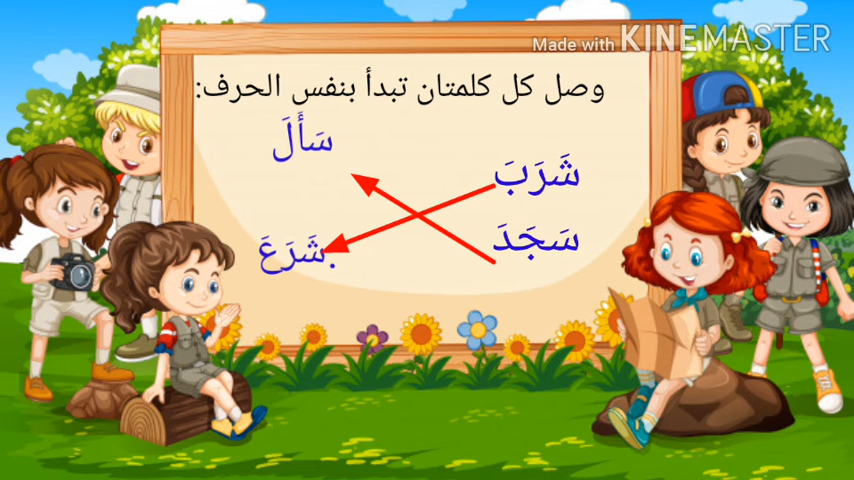 Made with KINEMASTER
وصل كل كلمتان تبدأ بنفس الحرف:
سَأَلَ
شَرَبَ
سَجَدَ
شَرَعَ.